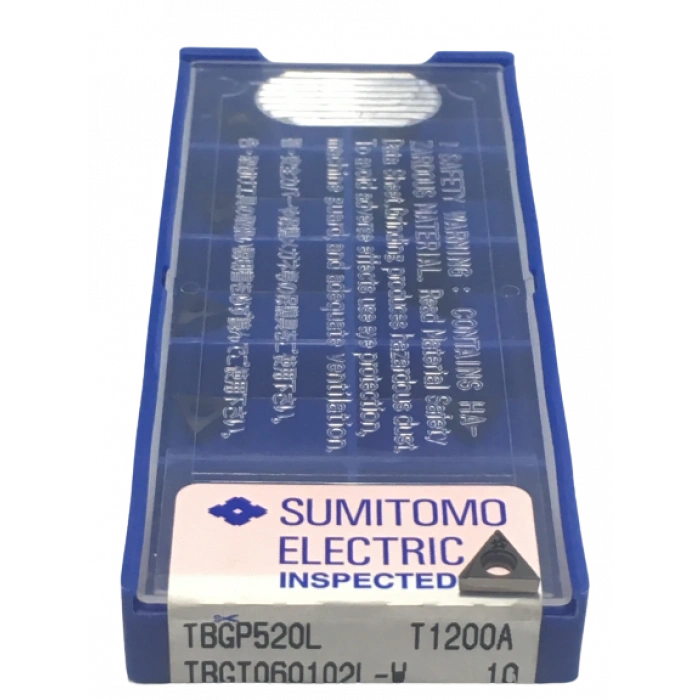 ! SAFETY WARNING : CONTAINS HA-
ZARDOUS MATERIAL. Read Material Safety
Data Sheet.Grinding produces hazardous dust.
To avoid adverse effects use eye protection,
machine guard, and adequate ventilation.
SUMITOMO
ELECTRIC
INSPECTED
TBGP520L T1200A
TBGT060102L-W 10